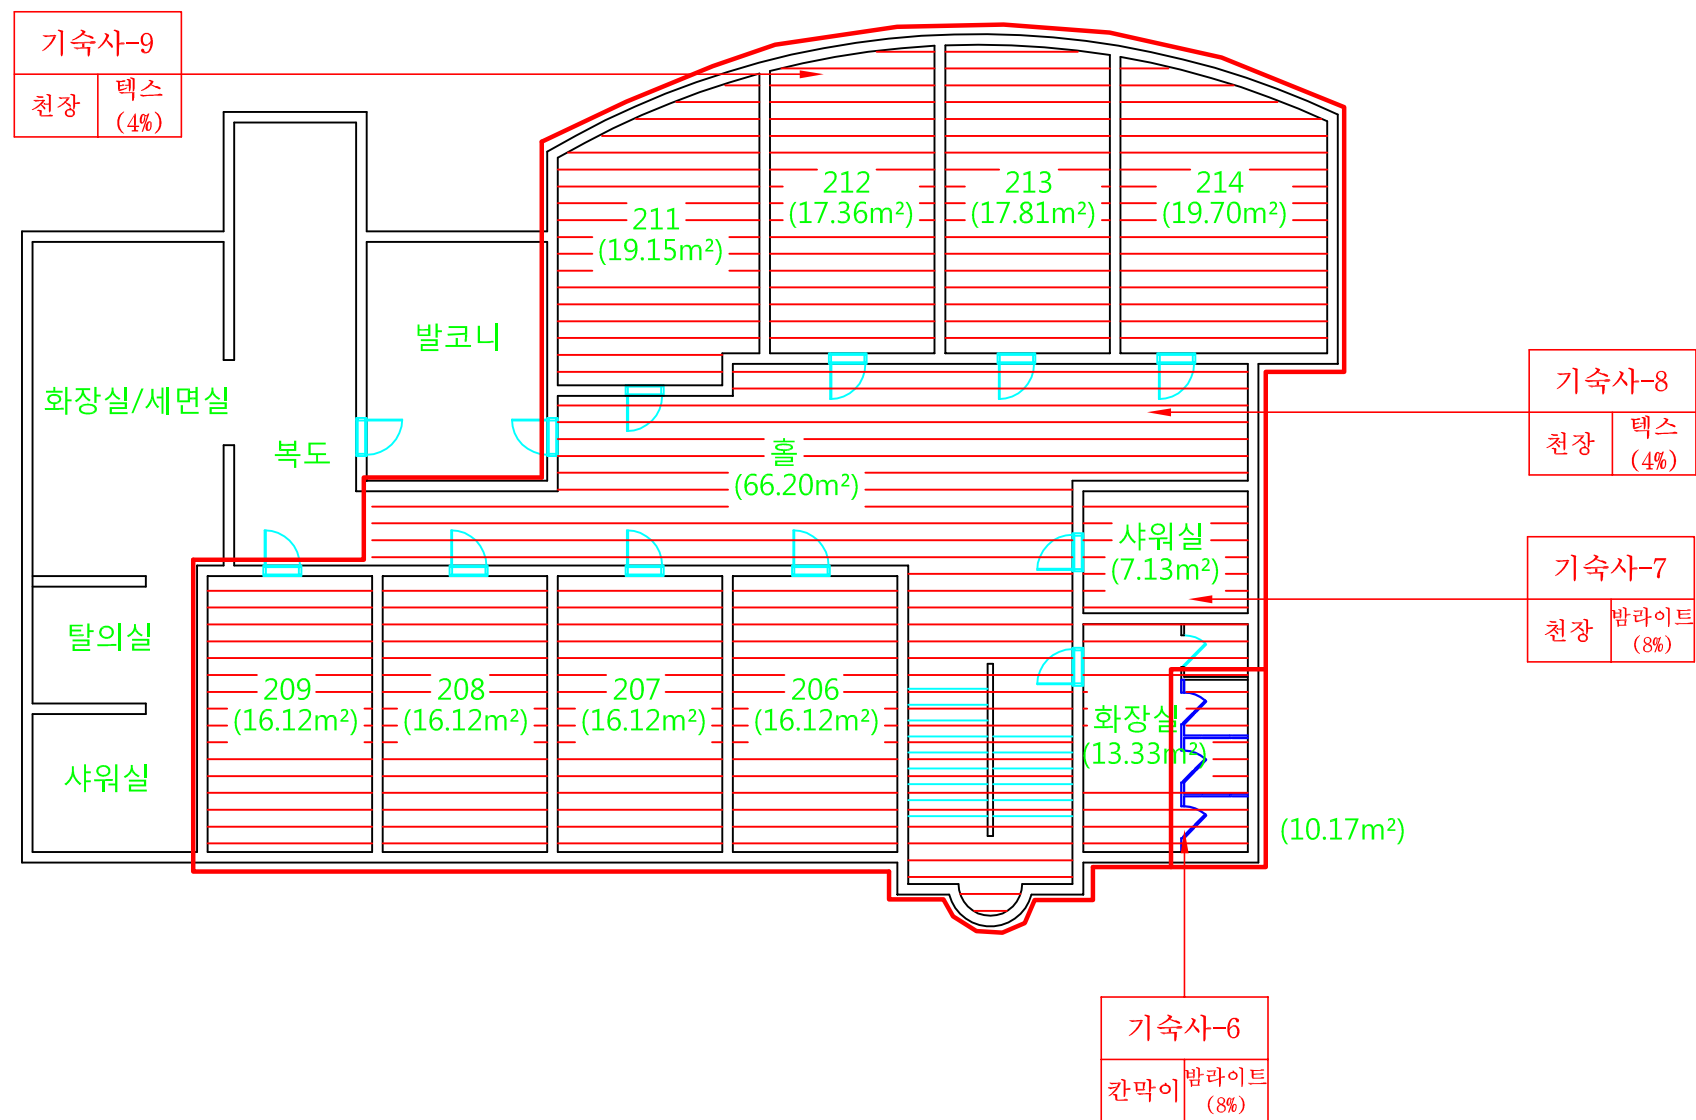 기숙사-9
천장
텍스
(4%)
212
(17.36m²)
213
(17.81m²)
214
(19.70m²)
211
(19.15m²)
발코니
화장실/세면실
복도
홀
(66.20m²)
기숙사-8
천장
텍스
(4%)
샤워실
(7.13m²)
기숙사-7
천장
밤라이트
(8%)
탈의실
209
(16.12m²)
208
(16.12m²)
207
(16.12m²)
206
(16.12m²)
화장실
(13.33m²)
샤워실
(10.17m²)
기숙사-6
칸막이
밤라이트
(8%)